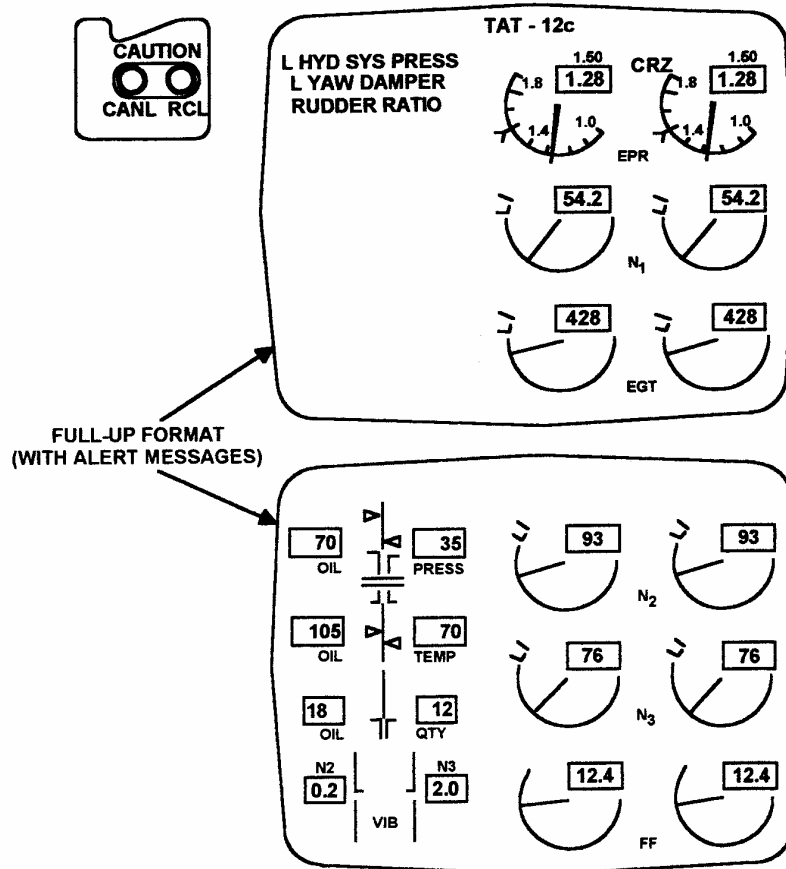 CAUTION
CANL RCL
TAT - 12c
L HYD SYS PRESS
L YAW DAMPER
RUDDER RATIO
1.50 CRZ 1.50
1.8 1.28 1.8 1.28
1.4 1.0 1.4 1.0
EPR
54.2 54.2
N1
428 428
EGT
FULL-UP FORMAT
(WITH ALERT MESSAGES)
70 35
OIL PRESS
93 93
N2
105 70
OIL TEMP
76 76
N3
18 12
OIL QTY
N2 N3
0.2 2.0
VIB
12.4 12.4
FF